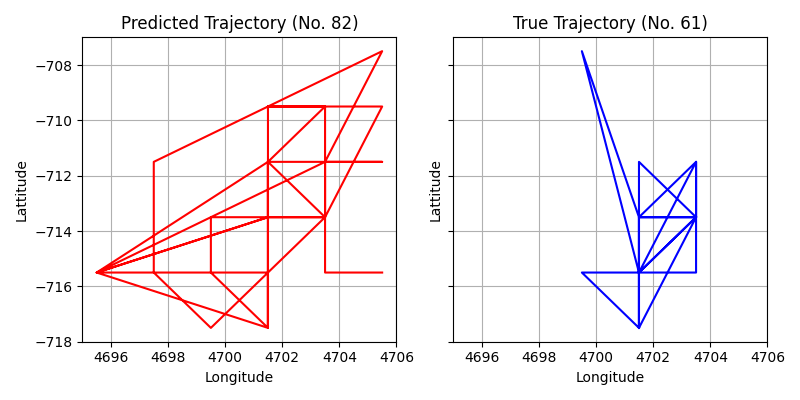 Predicted Trajectory (No. 82)
Lattitude
−708
−710
−712
−714
−716
−718
4696 4698 4700 4702 4704 4706
Longitude
True Trajectory (No. 61)
Lattitude
4696 4698 4700 4702 4704 4706
Longitude